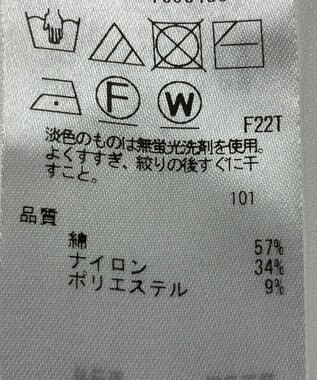 F
W
F22T
淡色のものは無蛍光洗剤を使用。
よくすすぎ、絞りの後すぐに干
すこと。
101
品質
綿 57%
ナイロン 34%
ポリエステル 9%